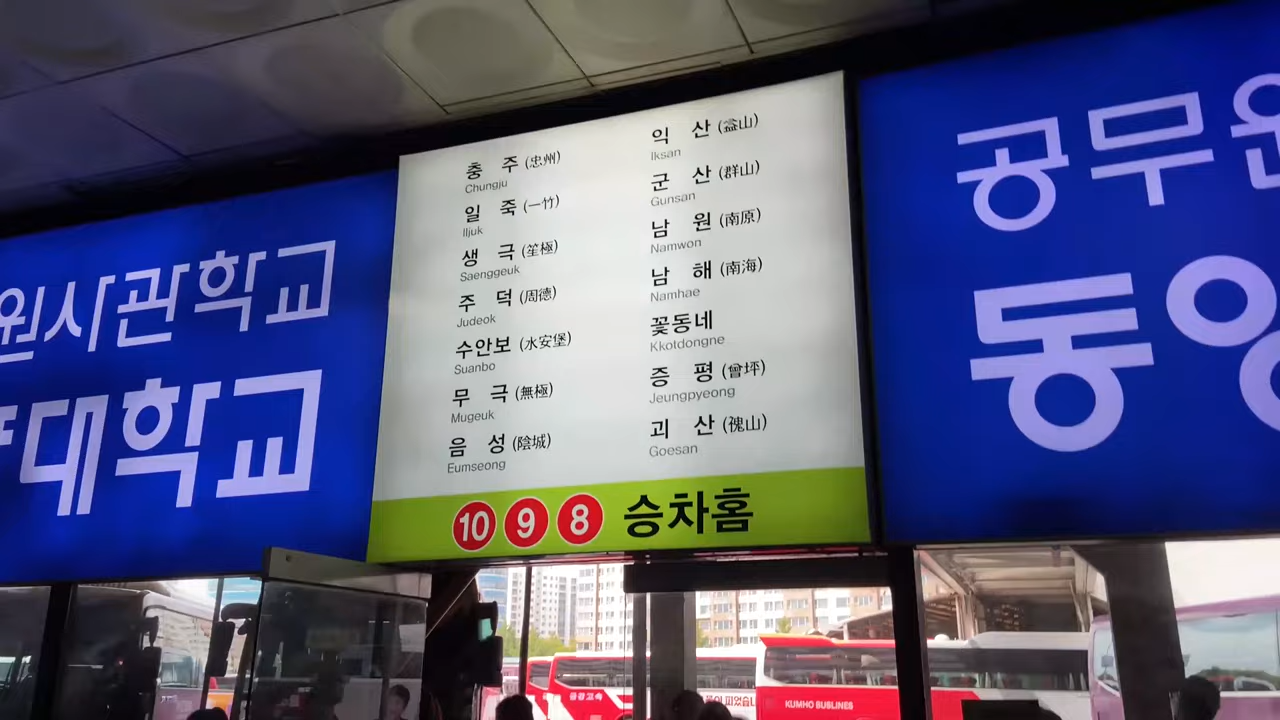 원사관학교
대학교
충 주 (忠州)
Chungju
일 죽 (一竹)
Iljuk
생 극 (笙極)
Saenggeuk
주 덕 (周德)
Judeok
수안보 (水安堡)
Suanbo
무 극 (無極)
Mugeuk
음 성 (陰城)
Eumseong
익 산 (益山)
Iksan
군 산 (群山)
Gunsan
남 원 (南原)
Namwon
남 해 (南海)
Namhae
꽃동네
Kkotdongne
증 평 (曾坪)
Jeungpyeong
괴 산 (槐山)
Goesan
10 9 8 승차홈
공무원
동양
KUMHO BUSLINES